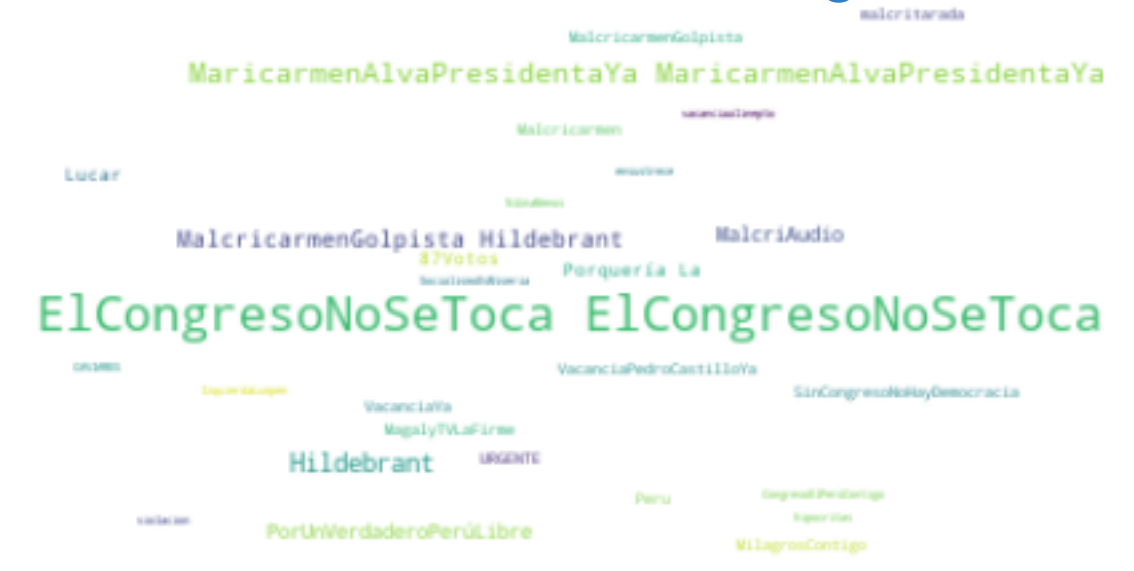 malcritarada
MalcricarmenGolpista
MaricarmenAlvaPresidentaYa MaricarmenAlvaPresidentaYa
Malcricarmen
Lucar
MalcricarmenGolpista Hildebrant
MalcriAudio
87Votos
Porquería La
ElCongresoNoSeToca ElCongresoNoSeToca
VacanciaPedroCastilloYa
SinCongresoNoHayDemocracia
VacanciaYa
MagalyTVLaFirme
Hildebrant
URGENTE
Peru
violacion
PorUnVerdaderoPerúLibre
MilagrosContigo